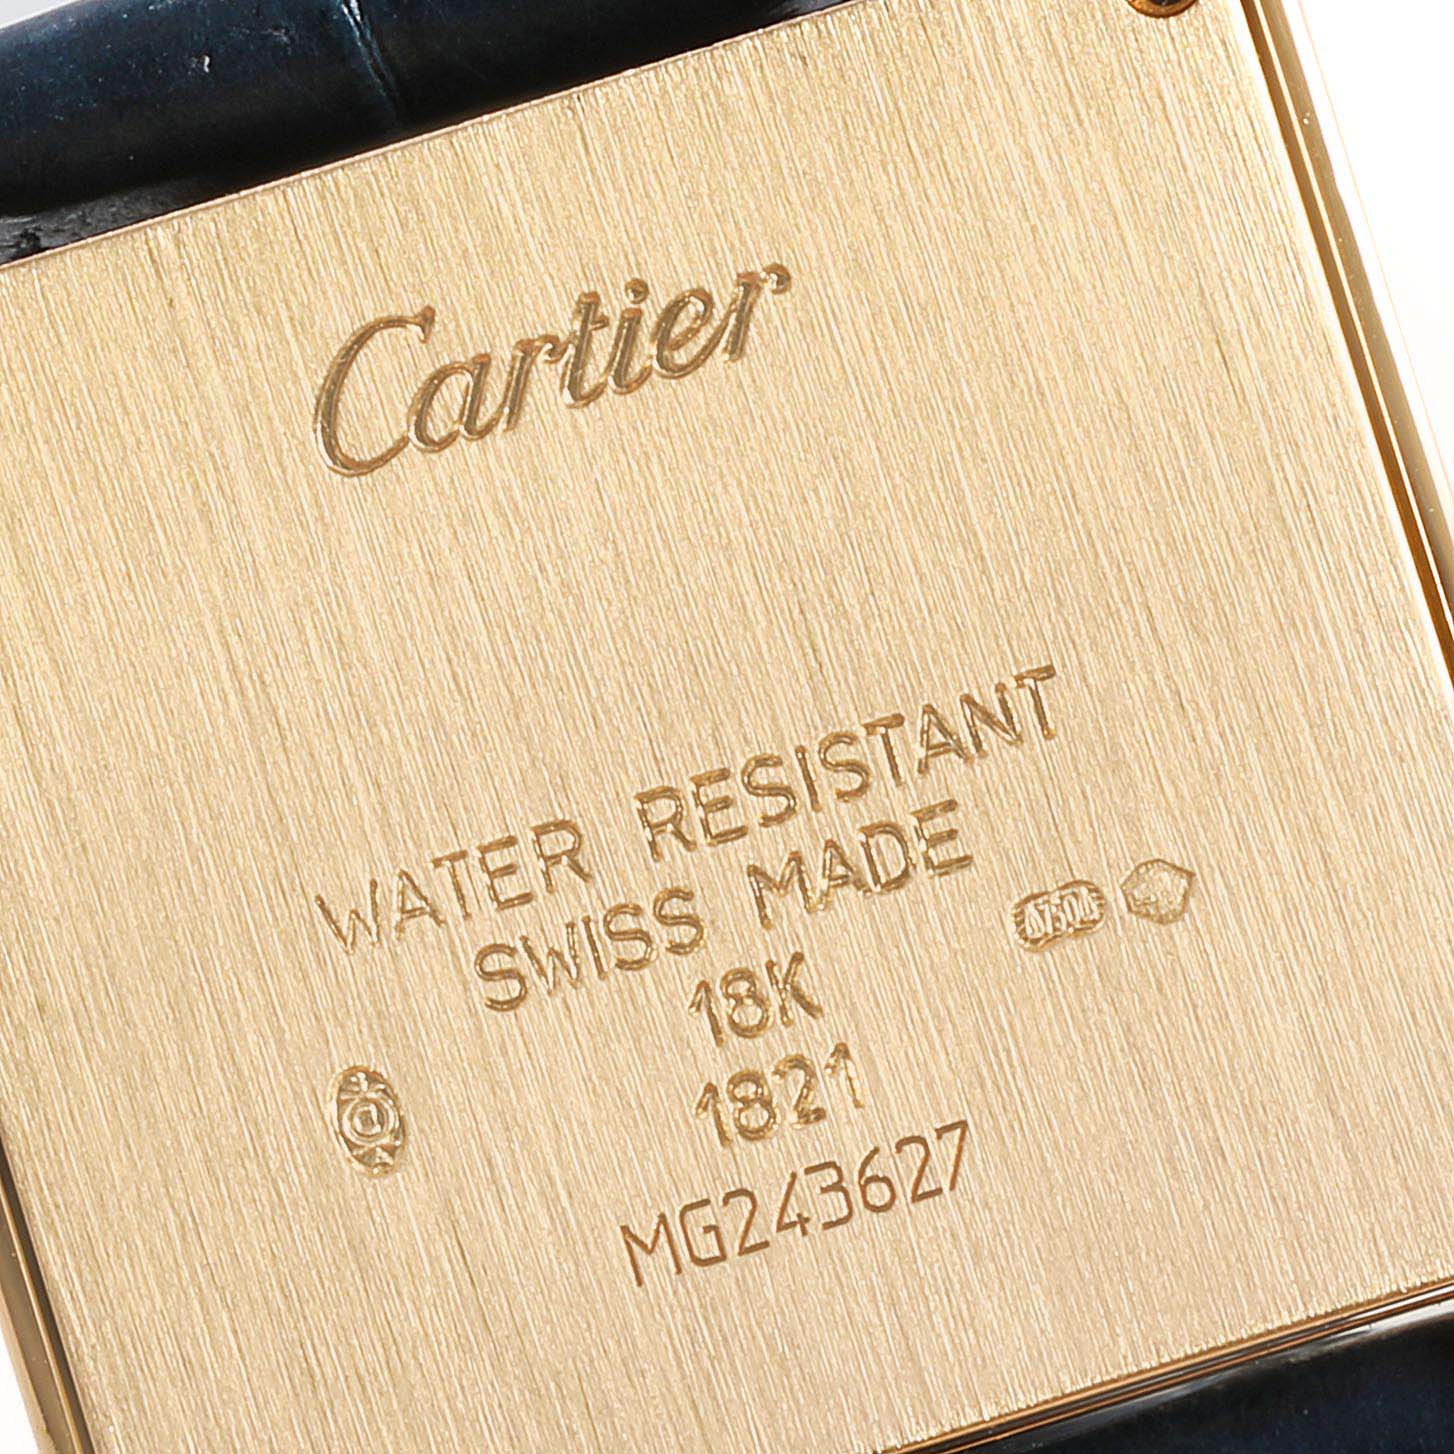 Cartier
WATER RESISTANT
SWISS MADE
18K
1821
MG243627